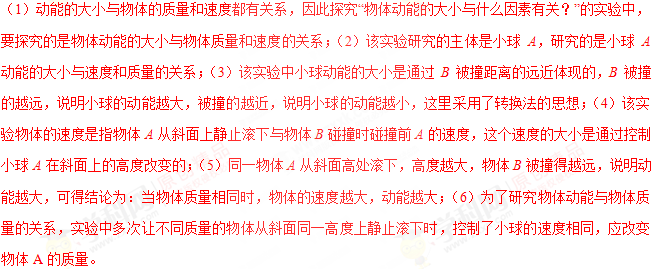 （1）动能的大小与物体的质量和速度都有关系，因此探究“物体动能的大小与什么因素有关？”的实验中，
要探究的是物体动能的大小与物体质量和速度的关系；（2）该实验研究的主体是小球 A，研究的是小球 A
动能的大小与速度和质量的关系；（3）该实验中小球动能的大小是通过 B 被撞距离的远近体现的，B 被撞
的越远，说明小球的动能越大，被撞的越近，说明小球的动能越小，这里采用了转换法的思想；（4）该实
验物体的速度是指物体 A 从斜面上静止滚下与物体 B 碰撞时碰撞前 A 的速度，这个速度的大小是通过控制
小球 A 在斜面上的高度改变的；（5）同一物体 A 从斜面高处滚下，高度越大，物体 B 被撞得越远，说明动
能越大，可得结论为：当物体质量相同时，物体的速度越大，动能越大；（6）为了研究物体动能与物体质
量的关系，实验中多次让不同质量的物体从斜面同一高度上静止滚下时，控制了小球的速度相同，应改变
物体 A 的质量。